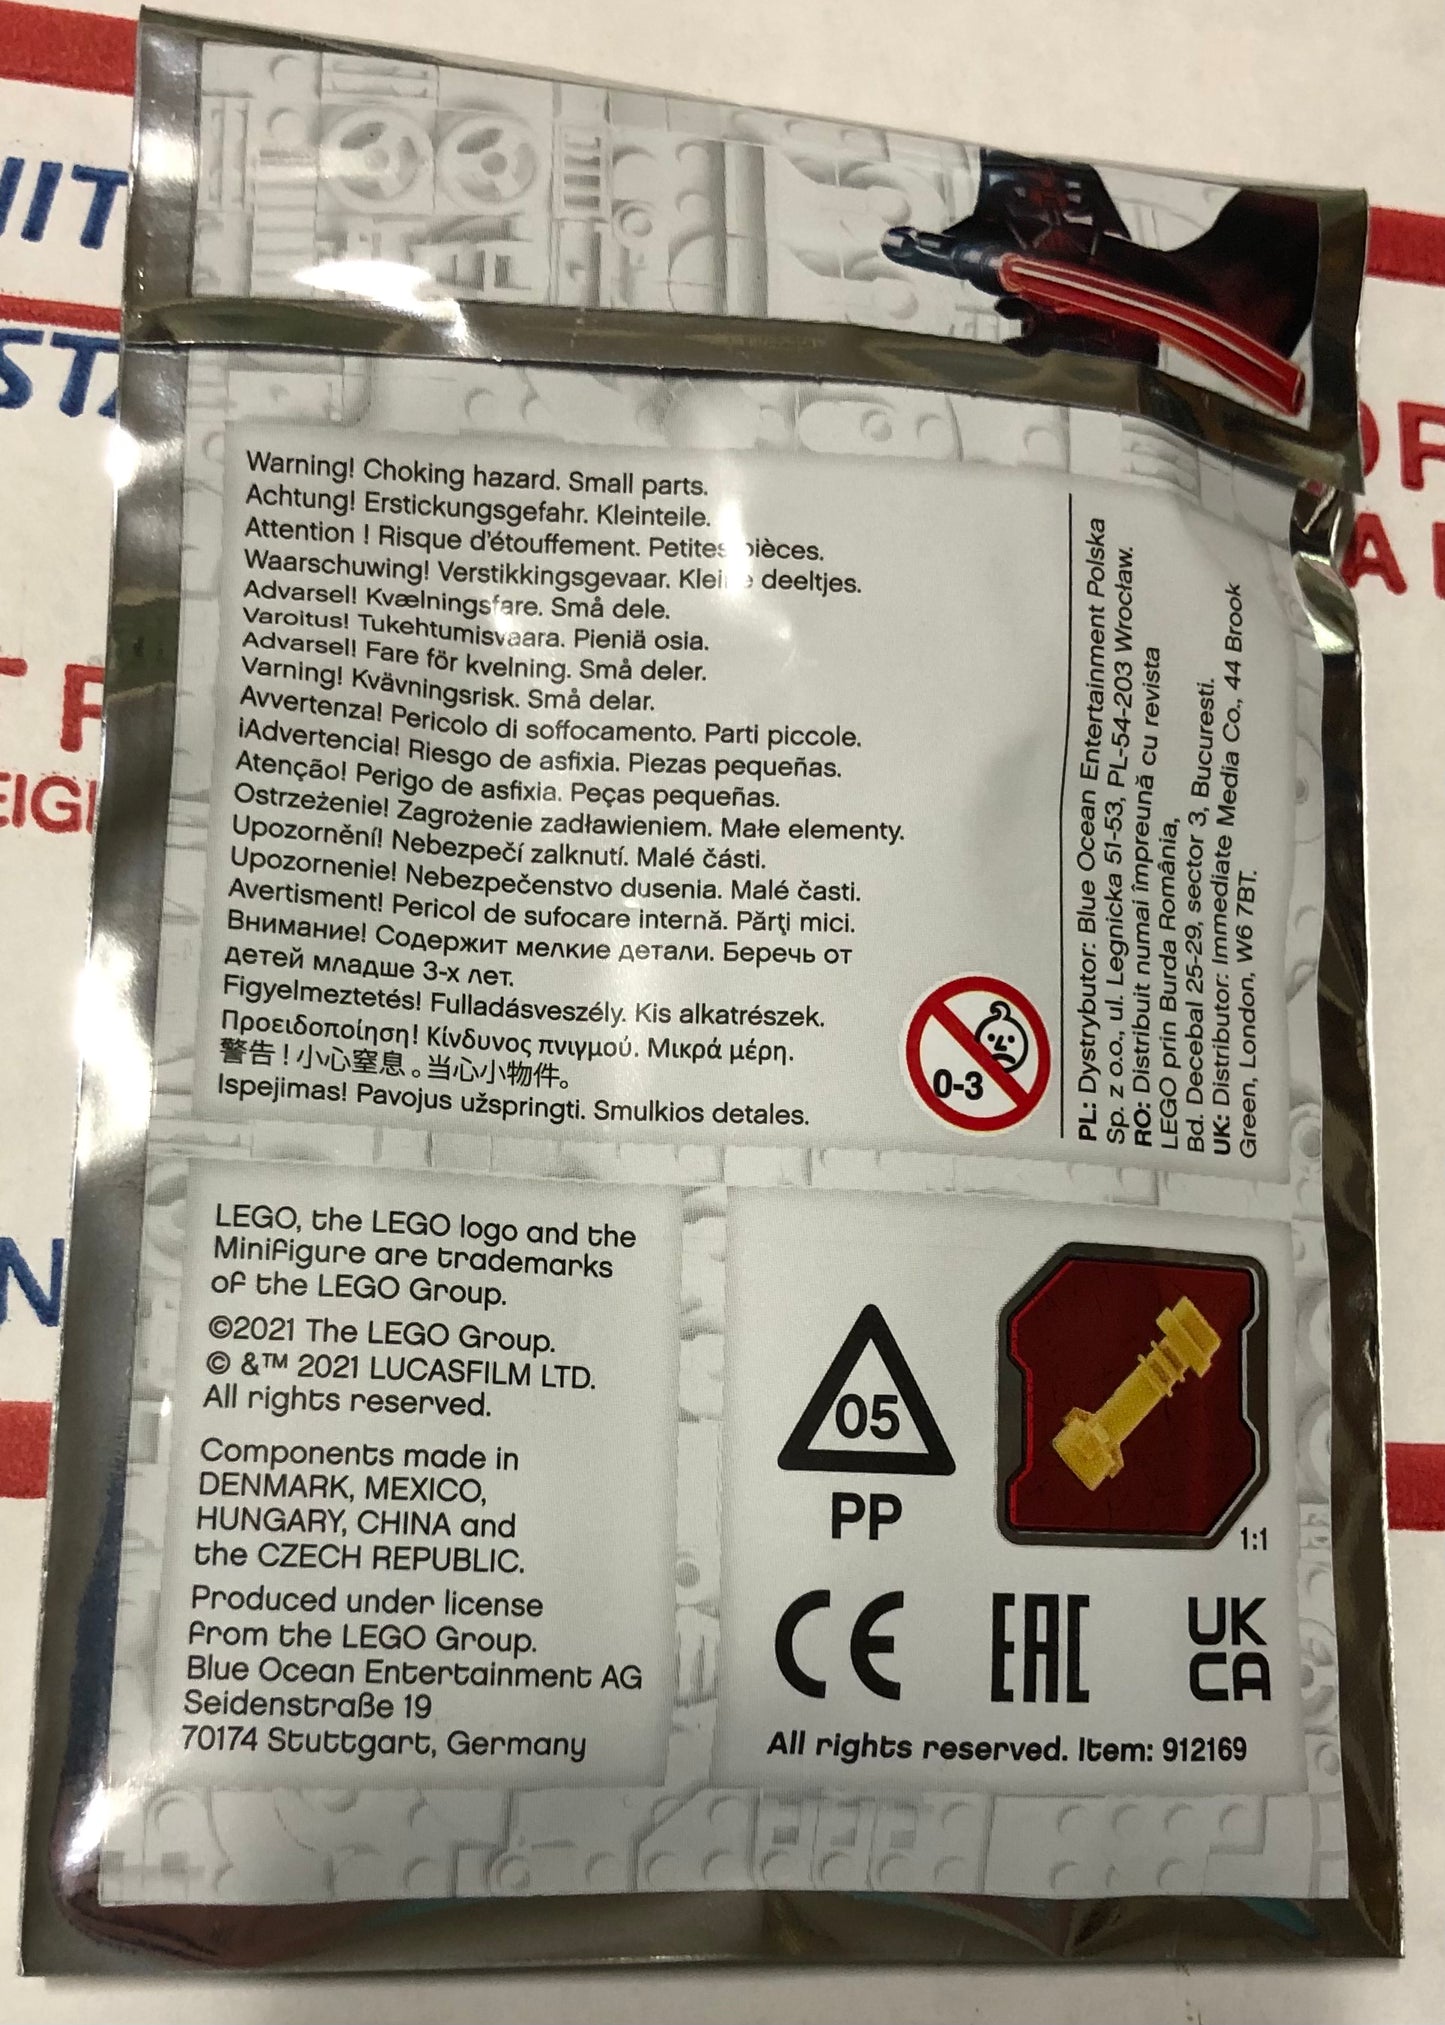 Warning! Choking hazard. Small parts.
Achtung! Erstickungsgefahr. Kleinteile.
Attention ! Risque d'étouffement. Petites pièces.
Waarschuwing! Verstikkingsgevaar. Kleine deeltjes.
Advarsel! Kvælningsfare. Små dele.
Varoitus! Tukehtumisvaara. Pieniä osia.
Advarsel! Fare för kvelning. Små deler.
Varning! Kvävningsrisk. Små delar.
Avvertenza! Pericolo di soffocamento. Parti piccole.
¡Advertencia! Riesgo de asfixia. Piezas pequeñas.
Atenção! Perigo de asfixia. Peças pequeñas.
Ostrzeżenie! Zagrożenie zadławieniem. Małe elementy.
Upozornění! Nebezpečí zalknutí. Malé části.
Upozornenie! Nebezpečenstvo dusenia. Malé časti.
Avertisment! Pericol de sufocare internă. Părţi mici.
Внимание! Содержит мелкие детали. Беречь от
детей младше 3-х лет.
Figyelmeztetés! Fulladásveszély. Kis alkatrészek.
Προειδοποίηση! Κίνδυνος πνιγμού. Μικρά μέρη.
警告！小心窒息。当心小物件。
Ispejimas! Pavojus užspringti. Smulkios detales.
0-3
PL: Dystrybutor: Blue Ocean Entertainment Polska
Sp. z o.o., ul. Legnicka 51-53, PL-54-203 Wrocław.
RO: Distribuit numai împreună cu revista
LEGO prin Burda România,
Bd. Decebal 25-29, sector 3, Bucuresti.
UK: Distributor: Immediate Media Co., 44 Brook
Green, London, W6 7BT.
LEGO, the LEGO logo and the
Minifigure are trademarks
of the LEGO Group.
©2021 The LEGO Group.
© &™ 2021 LUCASFILM LTD.
All rights reserved.
Components made in
DENMARK, MEXICO,
HUNGARY, CHINA and
the CZECH REPUBLIC.
Produced under license
from the LEGO Group.
Blue Ocean Entertainment AG
Seidenstraße 19
70174 Stuttgart, Germany
05
PP
1:1
CE EAC UK
CA
All rights reserved. Item: 912169